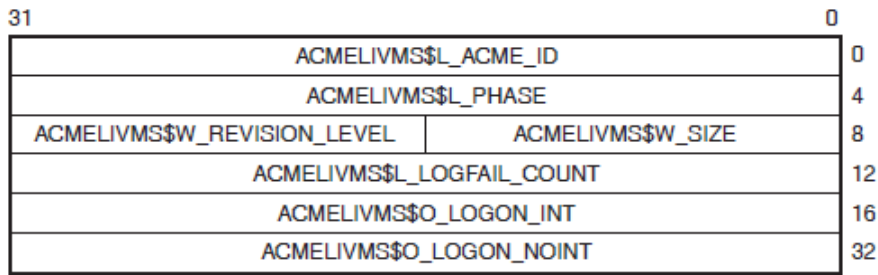 31 0
ACMELIVMS$L_ACME_ID 0
ACMELIVMS$L_PHASE 4
ACMELIVMS$W_REVISION_LEVEL ACMELIVMS$W_SIZE 8
ACMELIVMS$L_LOGFAIL_COUNT 12
ACMELIVMS$O_LOGON_INT 16
ACMELIVMS$O_LOGON_NOINT 32